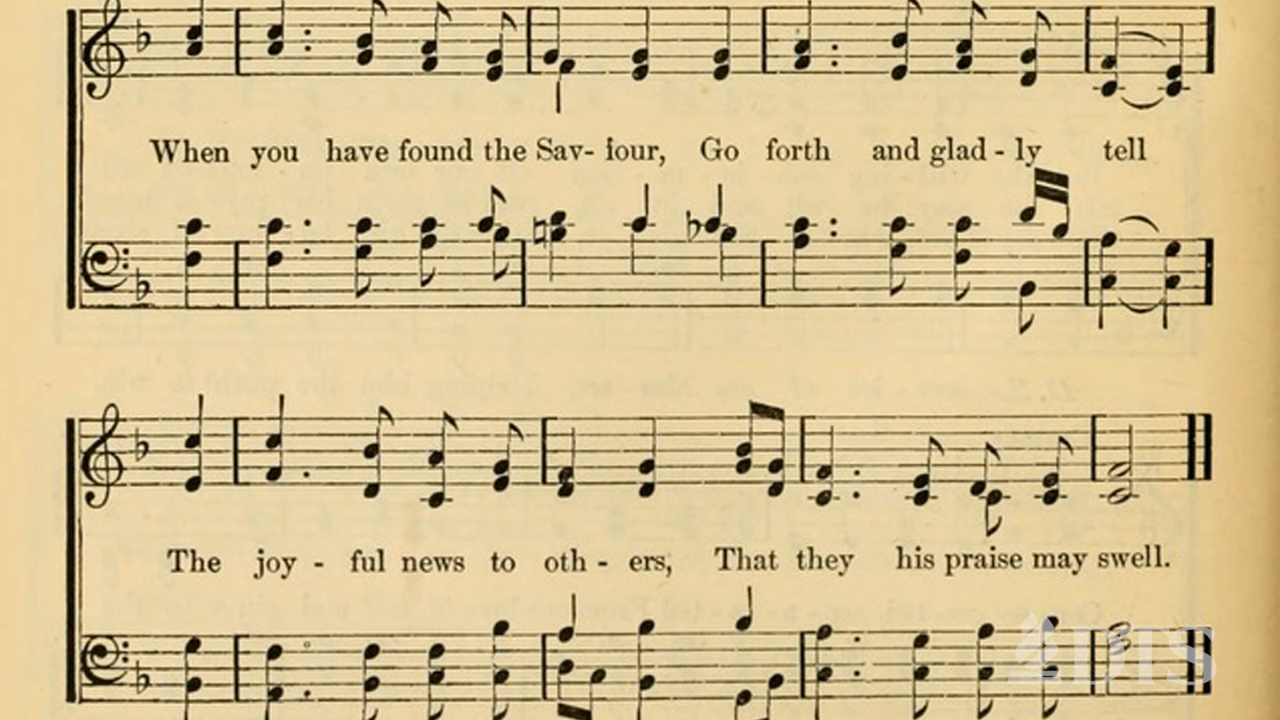 When you have found the Sav- iour, Go forth and glad - ly tell
The joy - ful news to oth - ers, That they his praise may swell.
DTS